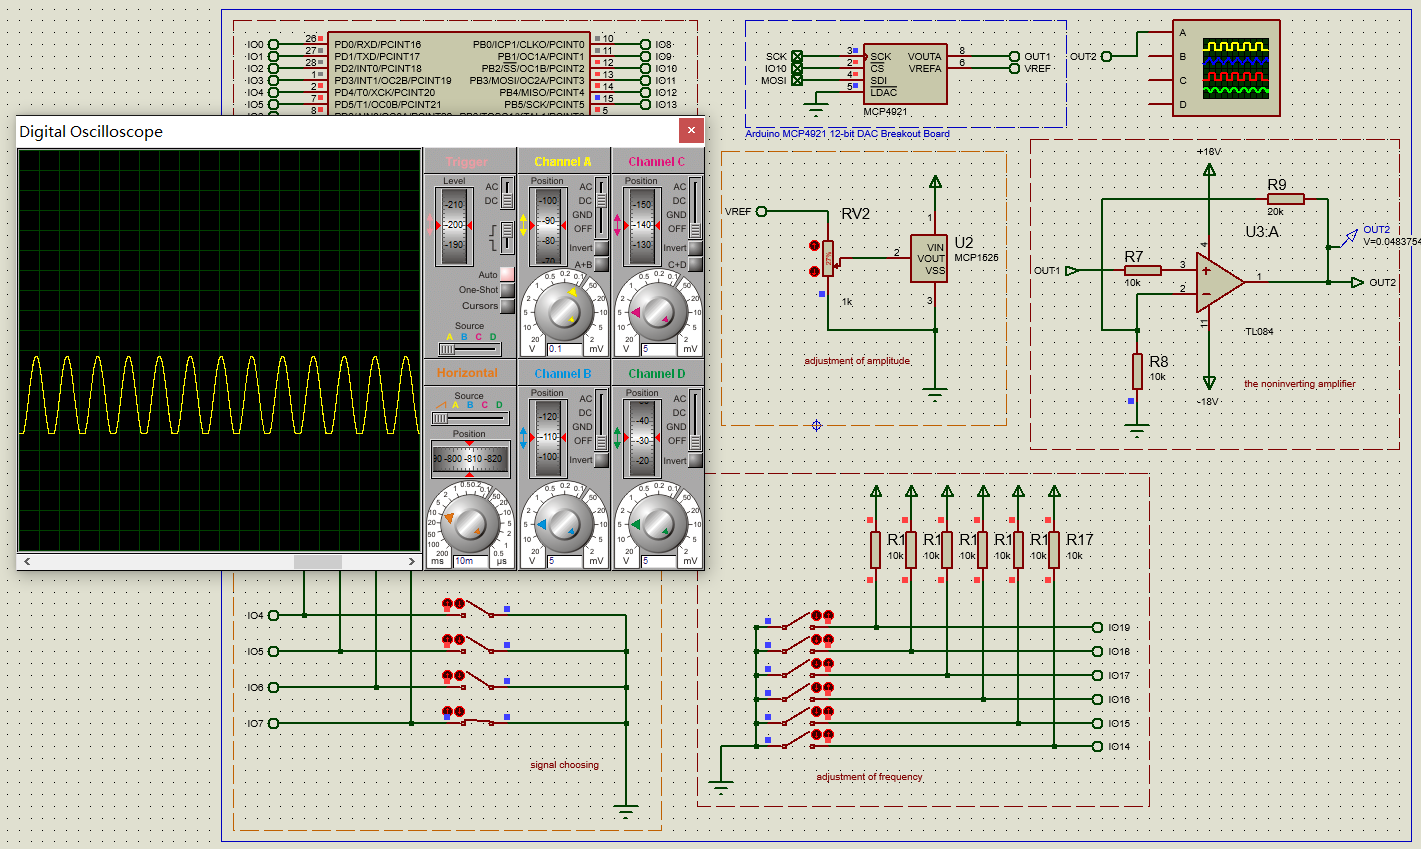 IO0
IO1
IO2
IO3
IO4
IO5
26
27
28
1
2
7
8
PD0/RXD/PCINT16
PD1/TXD/PCINT17
PD2/INT0/PCINT18
PD3/INT1/OC2B/PCINT19
PD4/T0/XCK/PCINT20
PD5/T1/OC0B/PCINT21
PB0/ICP1/CLKO/PCINT0
PB1/OC1A/PCINT1
PB2/SS/OC1B/PCINT2
PB3/MOSI/OC2A/PCINT3
PB4/MISO/PCINT4
PB5/SCK/PCINT5
10
11
12
13
14
15
5
IO8
IO9
IO10
IO11
IO12
IO13
SCK
IO10
MOSI
3
2
4
5
SCK
CS
SDI
LDAC
VOUTA
VREFA
8
6
OUT1
VREF
MCP4921
Arduino MCP4921 12-bit DAC Breakout Board
OUT2
A
B
C
D
Digital Oscilloscope
Trigger
Level
-210
-200
-190
AC
DC
Auto
One-Shot
Cursors
Source
A B C D
Channel A
Position
-100
-90
-80
-70
AC
DC
GND
OFF
Invert
A+B
V
0.1
mV
Channel C
Position
-150
-140
-130
AC
DC
GND
OFF
Invert
C+D
V
5
mV
Horizontal
Source
A B C D
Position
90 -800 -810 -820
ms
10m
µs
Channel B
Position
-120
-110
-100
AC
DC
GND
OFF
Invert
V
5
mV
Channel D
Position
-40
-30
-20
AC
DC
GND
OFF
Invert
V
5
mV
VREF
RV2
27%
1k
1
2
3
VIN
VOUT
VSS
U2
MCP1525
adjustment of amplitude
+18V
R9
20k
U3:A
OUT2
V=0.0483754
OUT1
R7
10k
3
2
4
11
1
OUT2
TL084
R8
10k
-18V
the noninverting amplifier
R1
10k
R1
10k
R1
10k
R1
10k
R1
10k
R17
10k
IO4
IO5
IO6
IO7
signal choosing
IO19
IO18
IO17
IO16
IO15
IO14
adjustment of frequency